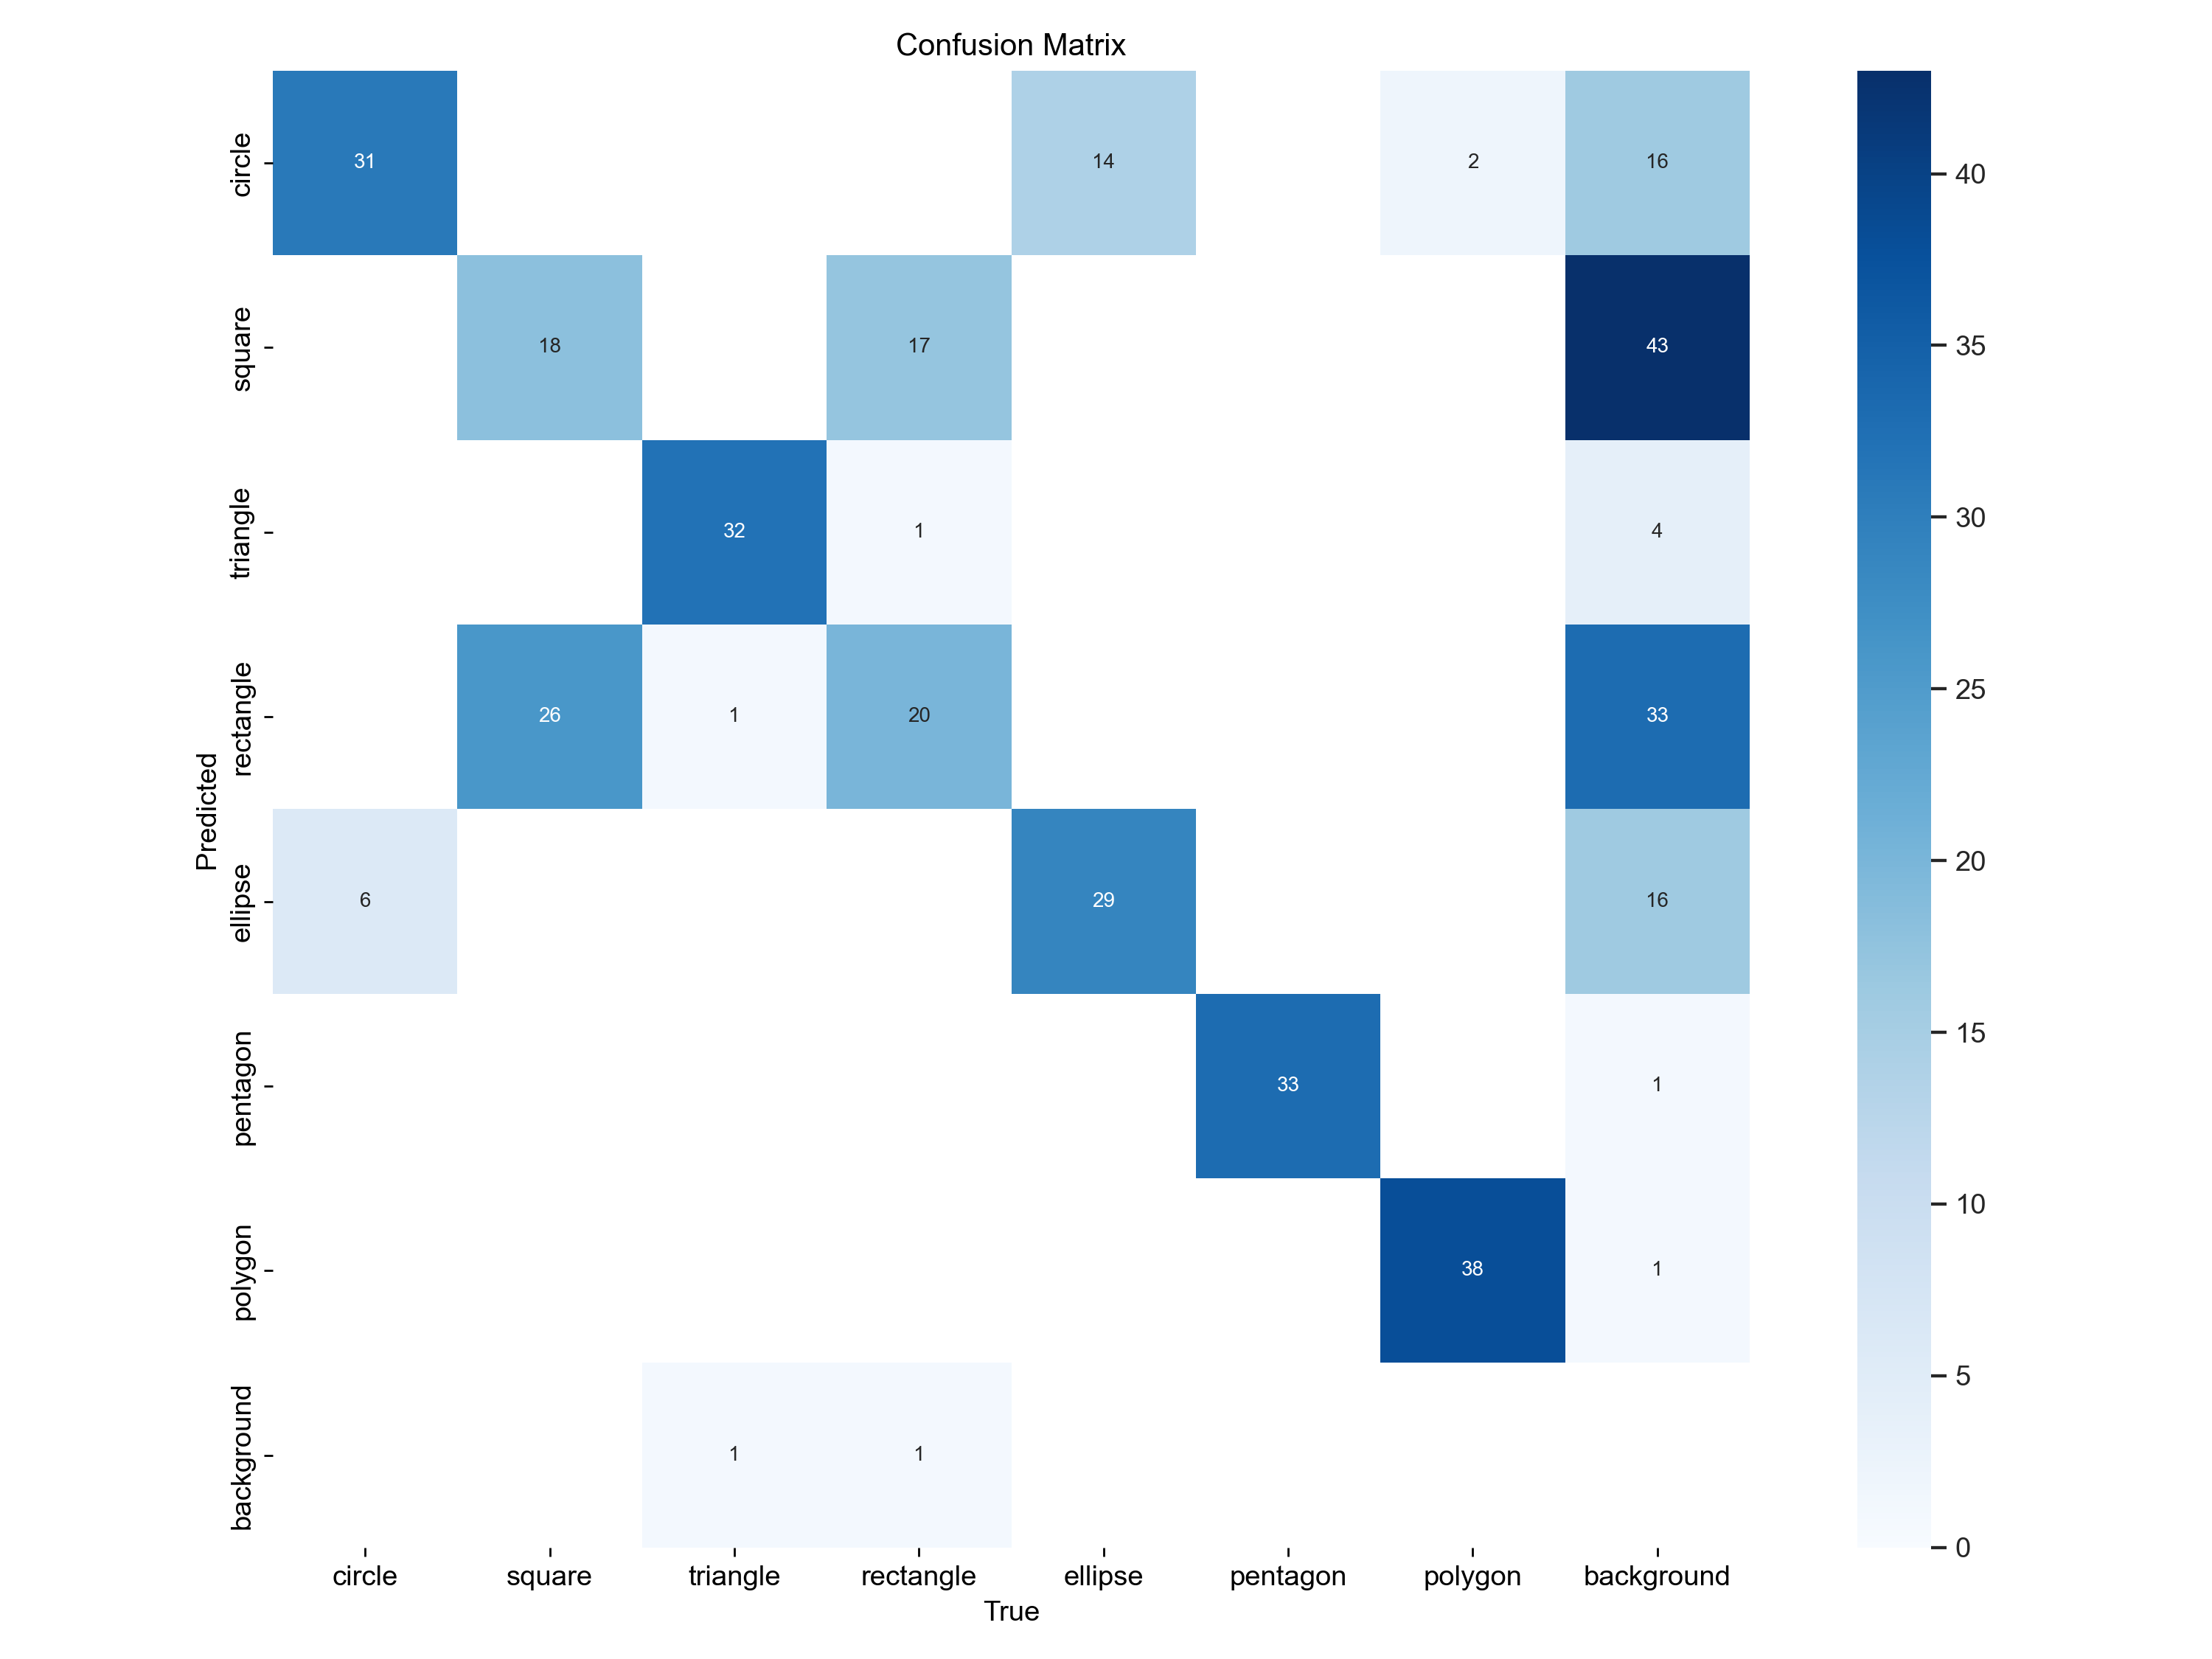 Confusion Matrix
circle 31 14 2 16
square 18 17 43
triangle 32 1 4
rectangle 26 1 20 33
ellipse 6 29 16
pentagon 33 1
polygon 38 1
background 1 1
circle square triangle rectangle ellipse pentagon polygon background
True
Predicted
40
35
30
25
20
15
10
5
0